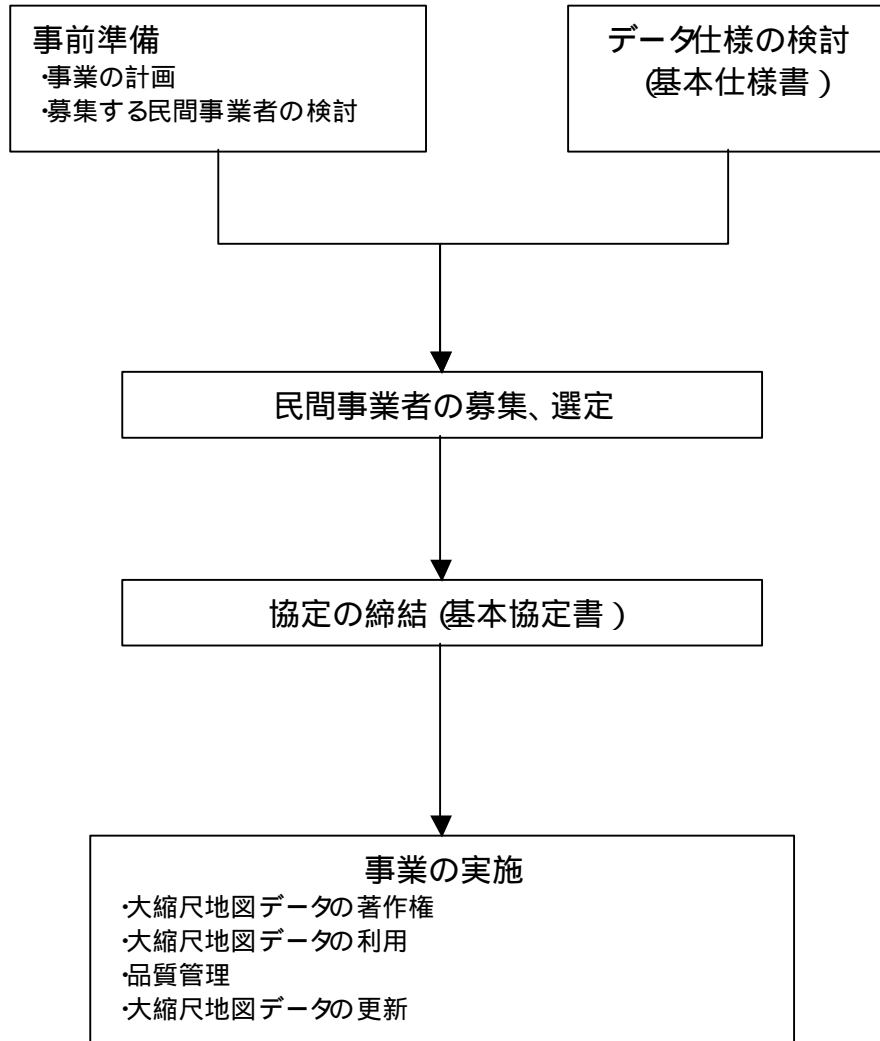 事前準備
・事業の計画
・募集する民間事業者の検討
データ仕様の検討
(基本仕様書)
民間事業者の募集、選定
協定の締結(基本協定書)
事業の実施
・大縮尺地図データの著作権
・大縮尺地図データの利用
・品質管理
・大縮尺地図データの更新